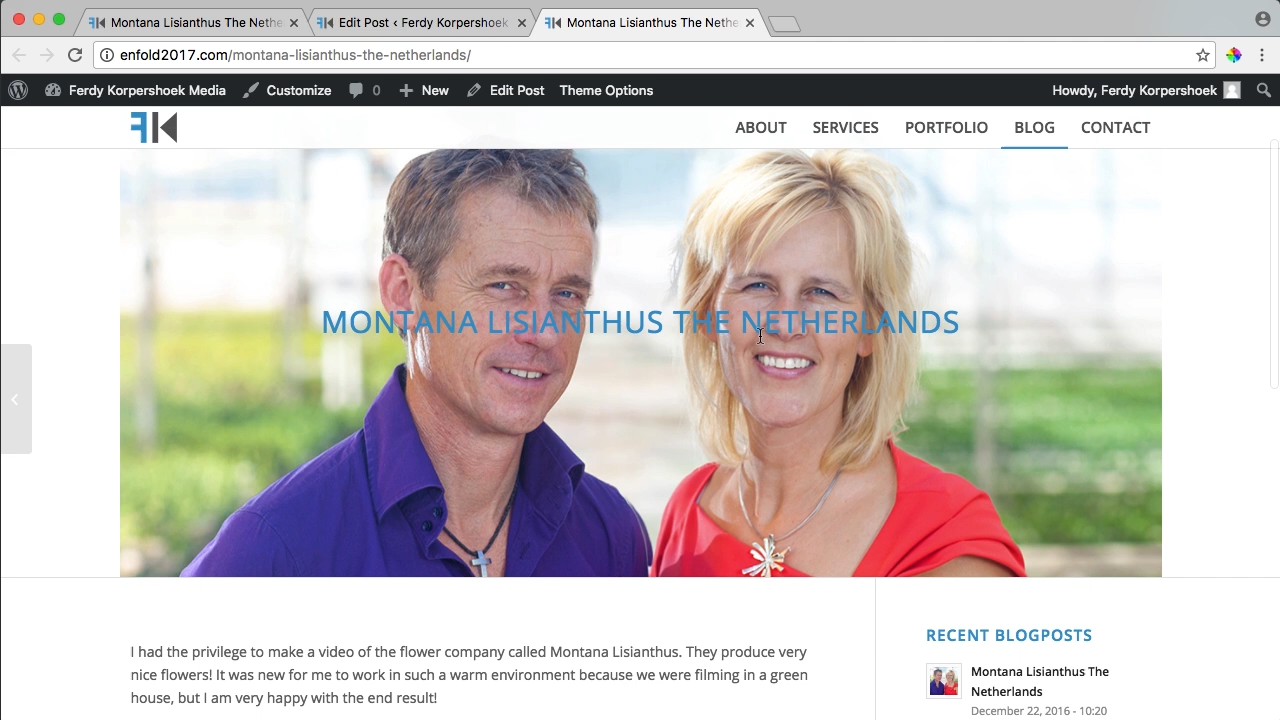 Montana Lisianthus The Nethe
Edit Post ‹ Ferdy Korpershoek
Montana Lisianthus The Nethe
enfold2017.com/montana-lisianthus-the-netherlands/
Ferdy Korpershoek Media Customize 0 New Edit Post Theme Options Howdy, Ferdy Korpershoek
FK ABOUT SERVICES PORTFOLIO BLOG CONTACT
MONTANA LISIANTHUS THE NETHERLANDS
I had the privilege to make a video of the flower company called Montana Lisianthus. They produce very
nice flowers! It was new for me to work in such a warm environment because we were filming in a green
house, but I am very happy with the end result!
RECENT BLOGPOSTS
Montana Lisianthus The
Netherlands
December 22, 2016 - 10:20